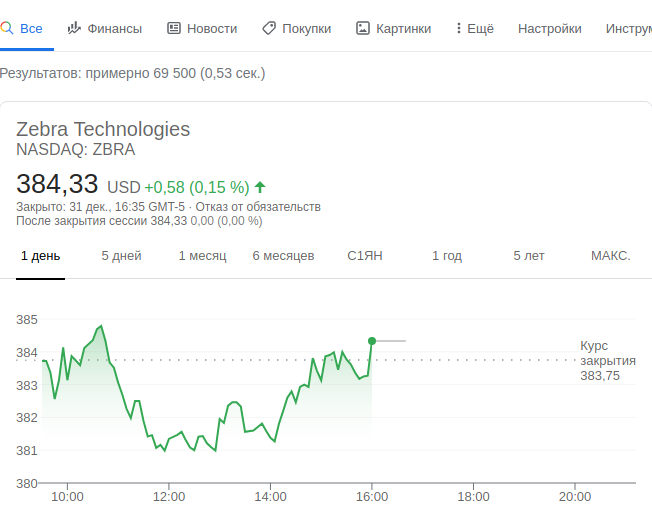 Все Финансы Новости Покупки Картинки Ещё Настройки Инструм
Результатов: примерно 69 500 (0,53 сек.)
Zebra Technologies
NASDAQ: ZBRA
384,33 USD +0,58 (0,15 %)
Закрыто: 31 дек., 16:35 GMT-5 · Отказ от обязательств
После закрытия сессии 384,33 0,00 (0,00 %)
1 день 5 дней 1 месяц 6 месяцев С1ЯН 1 год 5 лет МАКС.
385
384
383
382
381
380
Курс
закрытия
383,75
10:00 12:00 14:00 16:00 18:00 20:00